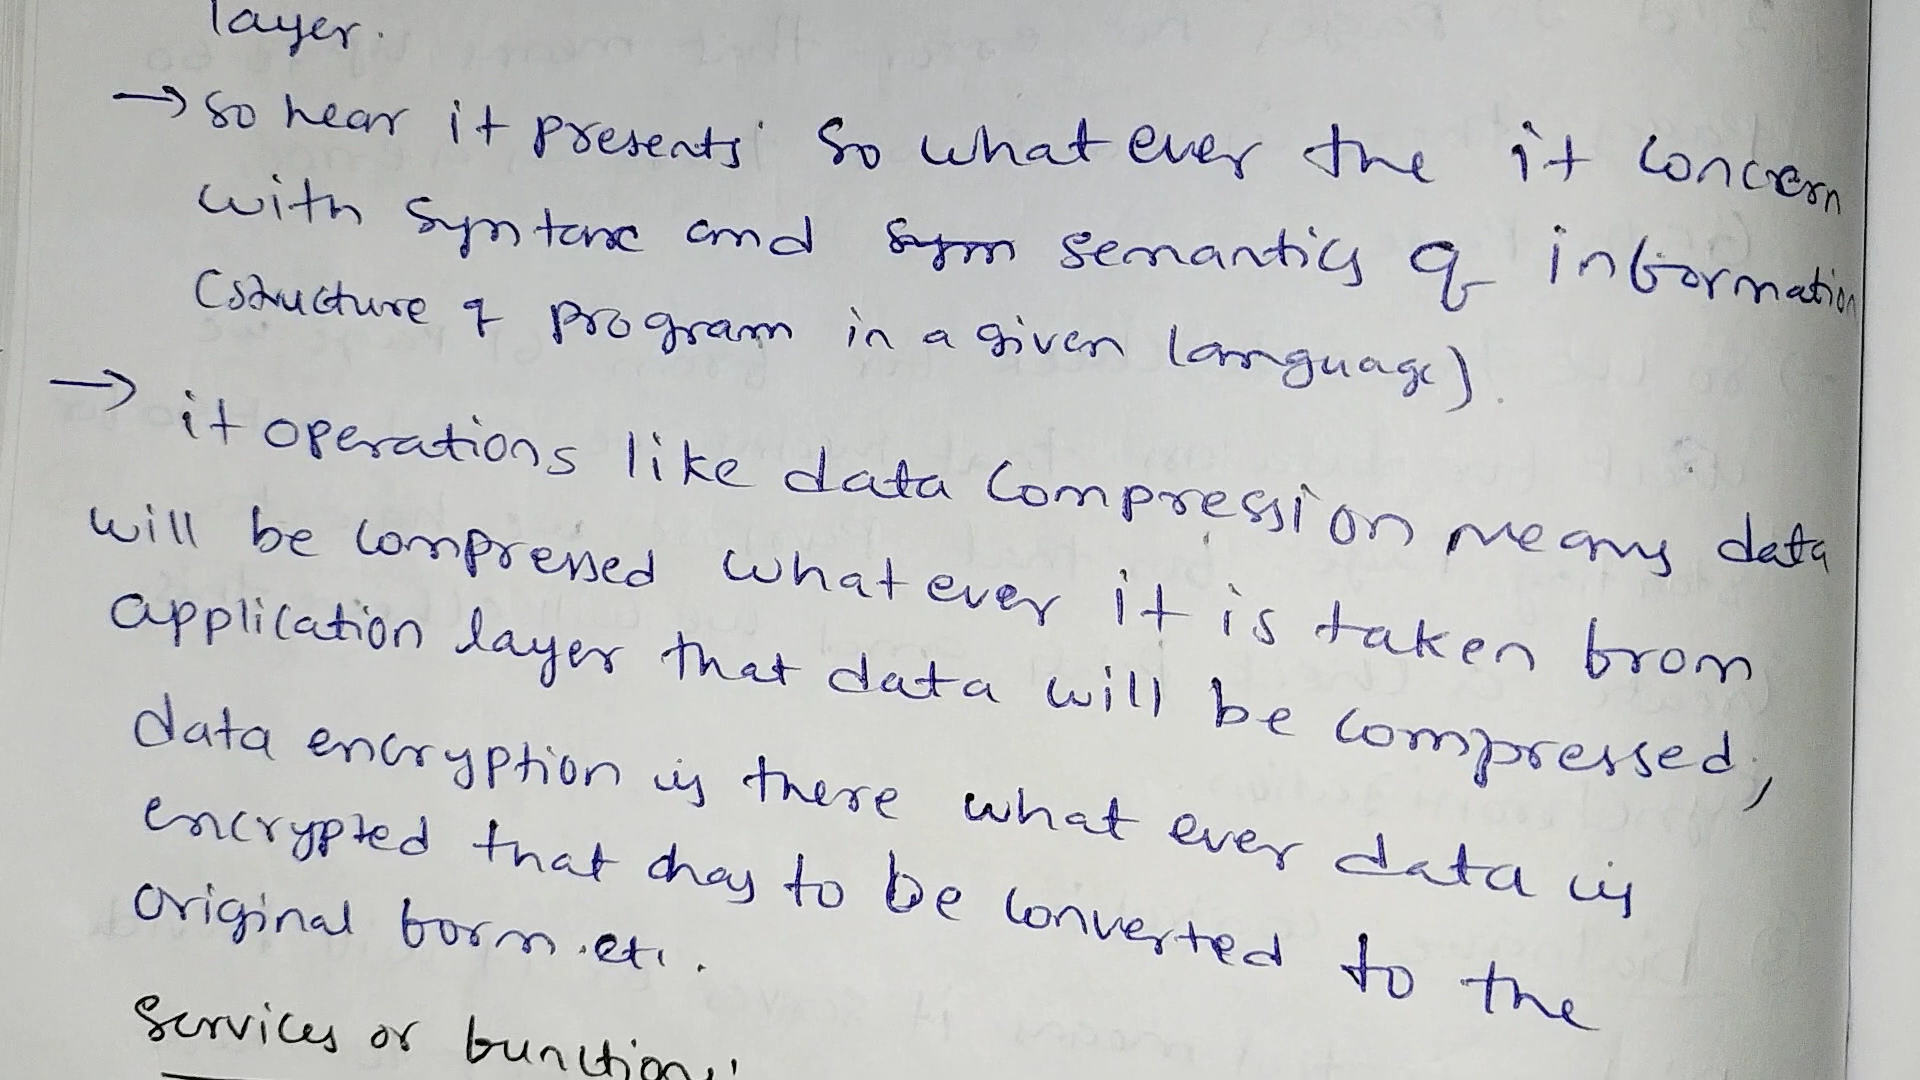 layer.
→ so hear it presents so what ever the it concern
with syntax and sym semantics of information
(structure of program in a given language).
→ it operations like data compression means data
will be compressed what ever it is taken from
application layer that data will be compressed,
data encryption is there what ever data is
encrypted that has to be converted to the
original form.etc.
Services or functions: